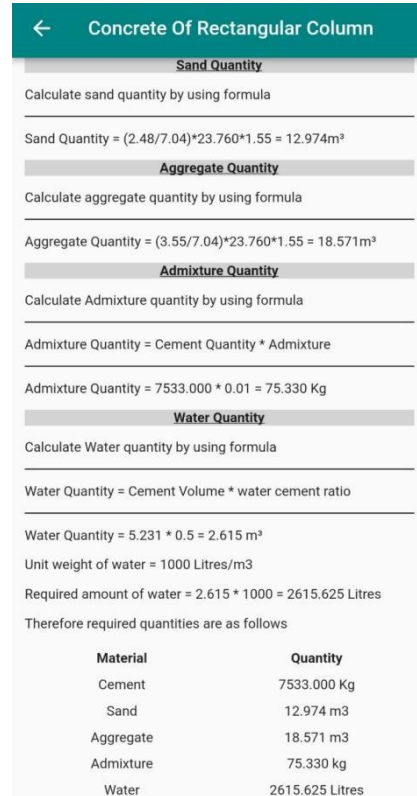 Concrete Of Rectangular Column
Sand Quantity
Calculate sand quantity by using formula
Sand Quantity = (2.48/7.04)*23.760*1.55 = 12.974m³
Aggregate Quantity
Calculate aggregate quantity by using formula
Aggregate Quantity = (3.55/7.04)*23.760*1.55 = 18.571m³
Admixture Quantity
Calculate Admixture quantity by using formula
Admixture Quantity = Cement Quantity * Admixture
Admixture Quantity = 7533.000 * 0.01 = 75.330 Kg
Water Quantity
Calculate Water quantity by using formula
Water Quantity = Cement Volume * water cement ratio
Water Quantity = 5.231 * 0.5 = 2.615 m³
Unit weight of water = 1000 Litres/m3
Required amount of water = 2.615 * 1000 = 2615.625 Litres
Therefore required quantities are as follows
Material Quantity
Cement 7533.000 Kg
Sand 12.974 m3
Aggregate 18.571 m3
Admixture 75.330 kg
Water 2615.625 Litres